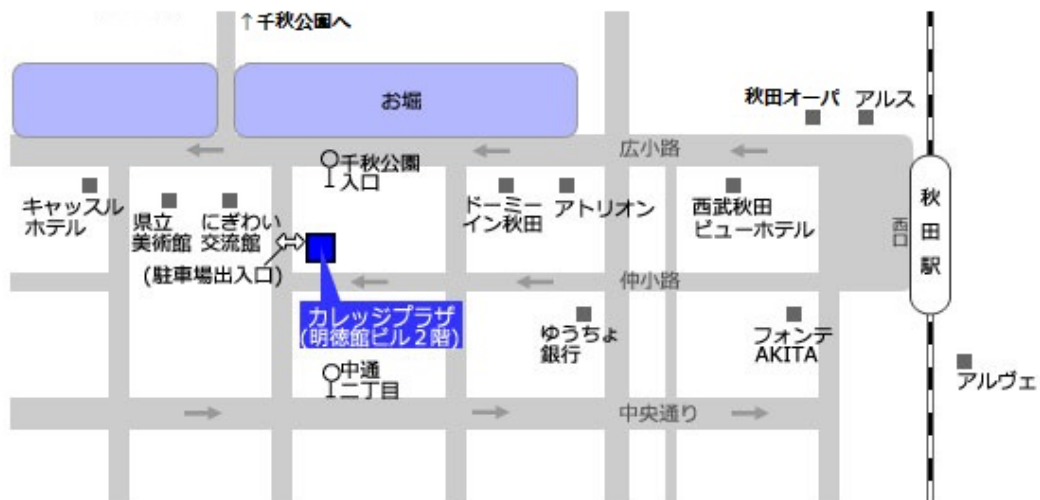 ↑千秋公園へ
お堀
秋田オーパ
アルス
広小路
千秋公園
入口
キャッスル
ホテル
県立
美術館
にぎわい
交流館
ドーミー
イン秋田
アトリオン
西武秋田
ビューホテル
西口
秋田駅
(駐車場出入口)
仲小路
カレッジプラザ
(明徳館ビル2階)
ゆうちょ
銀行
フォンテ
AKITA
アルヴェ
中通
二丁目
中央通り